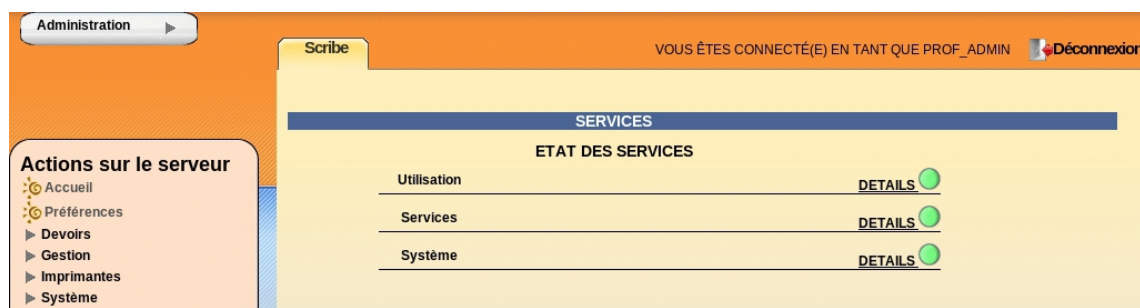 Administration
Scribe
VOUS ÊTES CONNECTÉ(E) EN TANT QUE PROF_ADMIN
Déconnexion
SERVICES
ETAT DES SERVICES
Utilisation DETAILS
Services DETAILS
Système DETAILS
Actions sur le serveur
Accueil
Préférences
Devoirs
Gestion
Imprimantes
Système